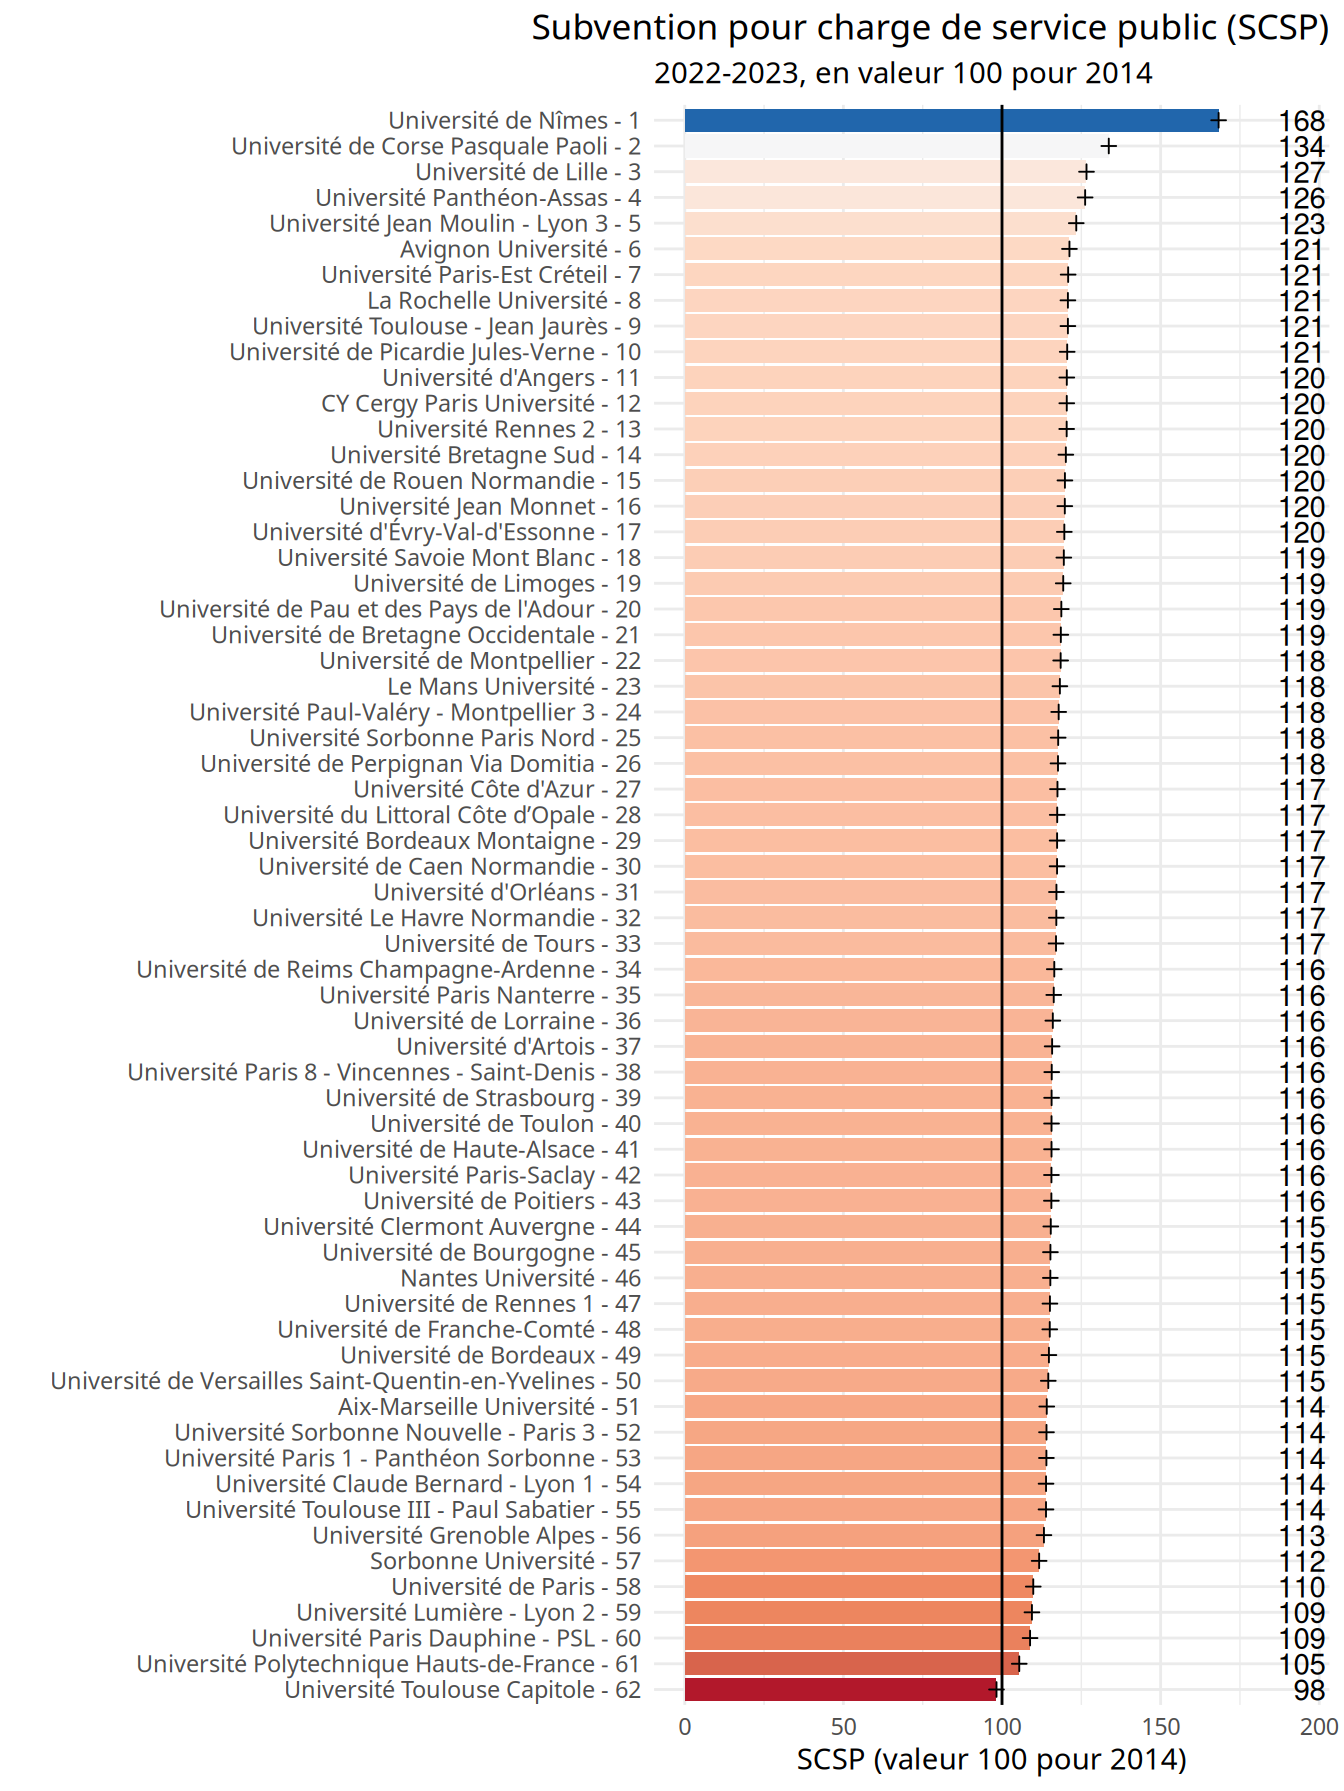 Subvention pour charge de service public (SCSP)
2022-2023, en valeur 100 pour 2014
Université de Nîmes - 1 168
Université de Corse Pasquale Paoli - 2 134
Université de Lille - 3 127
Université Panthéon-Assas - 4 126
Université Jean Moulin - Lyon 3 - 5 123
Avignon Université - 6 121
Université Paris-Est Créteil - 7 121
La Rochelle Université - 8 121
Université Toulouse - Jean Jaurès - 9 121
Université de Picardie Jules-Verne - 10 121
Université d'Angers - 11 120
CY Cergy Paris Université - 12 120
Université Rennes 2 - 13 120
Université Bretagne Sud - 14 120
Université de Rouen Normandie - 15 120
Université Jean Monnet - 16 120
Université d'Évry-Val-d'Essonne - 17 120
Université Savoie Mont Blanc - 18 119
Université de Limoges - 19 119
Université de Pau et des Pays de l'Adour - 20 119
Université de Bretagne Occidentale - 21 119
Université de Montpellier - 22 118
Le Mans Université - 23 118
Université Paul-Valéry - Montpellier 3 - 24 118
Université Sorbonne Paris Nord - 25 118
Université de Perpignan Via Domitia - 26 118
Université Côte d'Azur - 27 117
Université du Littoral Côte d’Opale - 28 117
Université Bordeaux Montaigne - 29 117
Université de Caen Normandie - 30 117
Université d'Orléans - 31 117
Université Le Havre Normandie - 32 117
Université de Tours - 33 117
Université de Reims Champagne-Ardenne - 34 116
Université Paris Nanterre - 35 116
Université de Lorraine - 36 116
Université d'Artois - 37 116
Université Paris 8 - Vincennes - Saint-Denis - 38 116
Université de Strasbourg - 39 116
Université de Toulon - 40 116
Université de Haute-Alsace - 41 116
Université Paris-Saclay - 42 116
Université de Poitiers - 43 116
Université Clermont Auvergne - 44 115
Université de Bourgogne - 45 115
Nantes Université - 46 115
Université de Rennes 1 - 47 115
Université de Franche-Comté - 48 115
Université de Bordeaux - 49 115
Université de Versailles Saint-Quentin-en-Yvelines - 50 115
Aix-Marseille Université - 51 114
Université Sorbonne Nouvelle - Paris 3 - 52 114
Université Paris 1 - Panthéon Sorbonne - 53 114
Université Claude Bernard - Lyon 1 - 54 114
Université Toulouse III - Paul Sabatier - 55 114
Université Grenoble Alpes - 56 113
Sorbonne Université - 57 112
Université de Paris - 58 110
Université Lumière - Lyon 2 - 59 109
Université Paris Dauphine - PSL - 60 109
Université Polytechnique Hauts-de-France - 61 105
Université Toulouse Capitole - 62 98
0 50 100 150 200
SCSP (valeur 100 pour 2014)